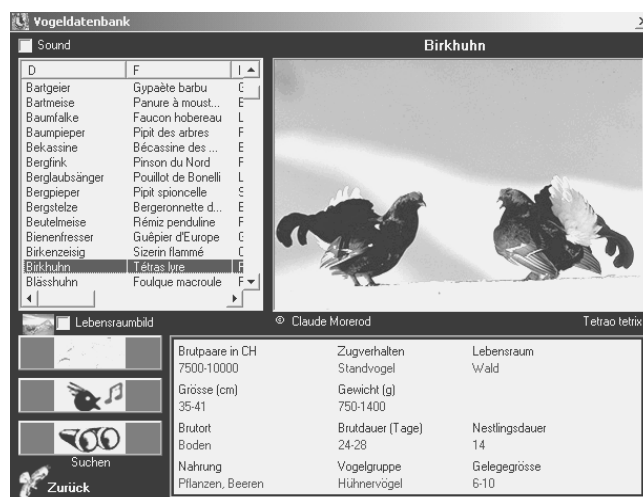 Vogeldatenbank
Sound
Birkhuhn
D F
Bartgeier Gypaète barbu
Bartmeise Panure à moust...
Baumfalke Faucon hobereau
Baumpieper Pipit des arbres
Bekassine Bécassine des ...
Bergfink Pinson du Nord
Berglaubsänger Pouillot de Bonelli
Bergpieper Pipit spioncelle
Bergstelze Bergeronnette d...
Beutelmeise Rémiz penduline
Bienenfresser Guêpier d'Europe
Birkenzeisig Sizerin flammé
Birkhuhn Tétras lyre
Blässhuhn Foulque macroule
Lebensraumbild
© Claude Morerod Tetrao tetrix
Brutpaare in CH Zugverhalten Lebensraum
7500-10000 Standvogel Wald
Grösse (cm) Gewicht (g)
35-41 750-1400
Brutort Brutdauer (Tage) Nestlingsdauer
Boden 24-28 14
Nahrung Vogelgruppe Gelegegrösse
Pflanzen, Beeren Hühnervögel 6-10
Suchen
Zurück